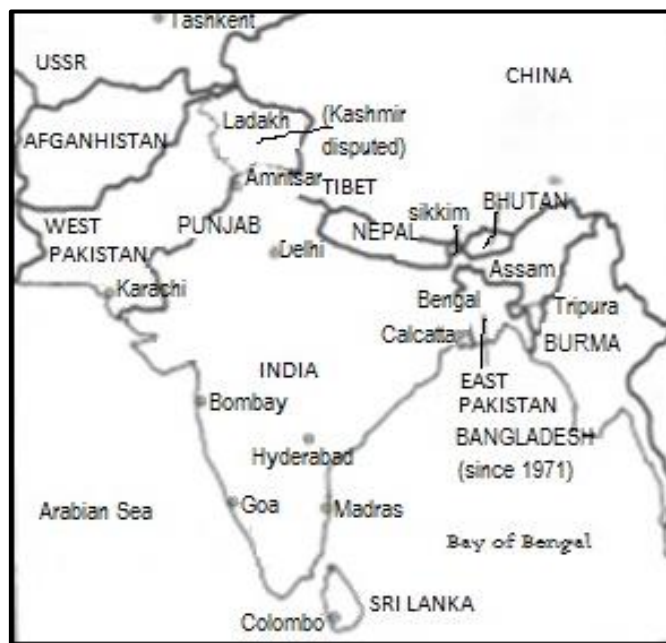 Tashkent
USSR
CHINA
Ladakh
(Kashmir
disputed)
AFGANHISTAN
Amritsar
TIBET
BHUTAN
sikkim
WEST
PAKISTAN
PUNJAB
NEPAL
Delhi
Assam
Karachi
Bengal
Tripura
Calcatta
BURMA
INDIA
EAST
PAKISTAN
Bombay
BANGLADESH
(since 1971)
Hyderabad
Arabian Sea
Goa
Madras
Bay of Bengal
SRI LANKA
Colombo